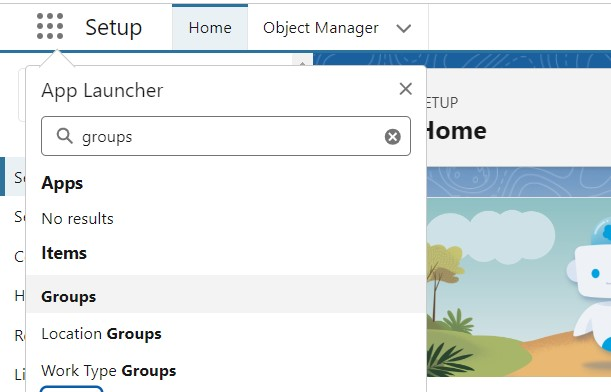 Setup
Home
Object Manager
App Launcher
groups
Apps
No results
Items
Groups
Location Groups
Work Type Groups
SETUP
Home